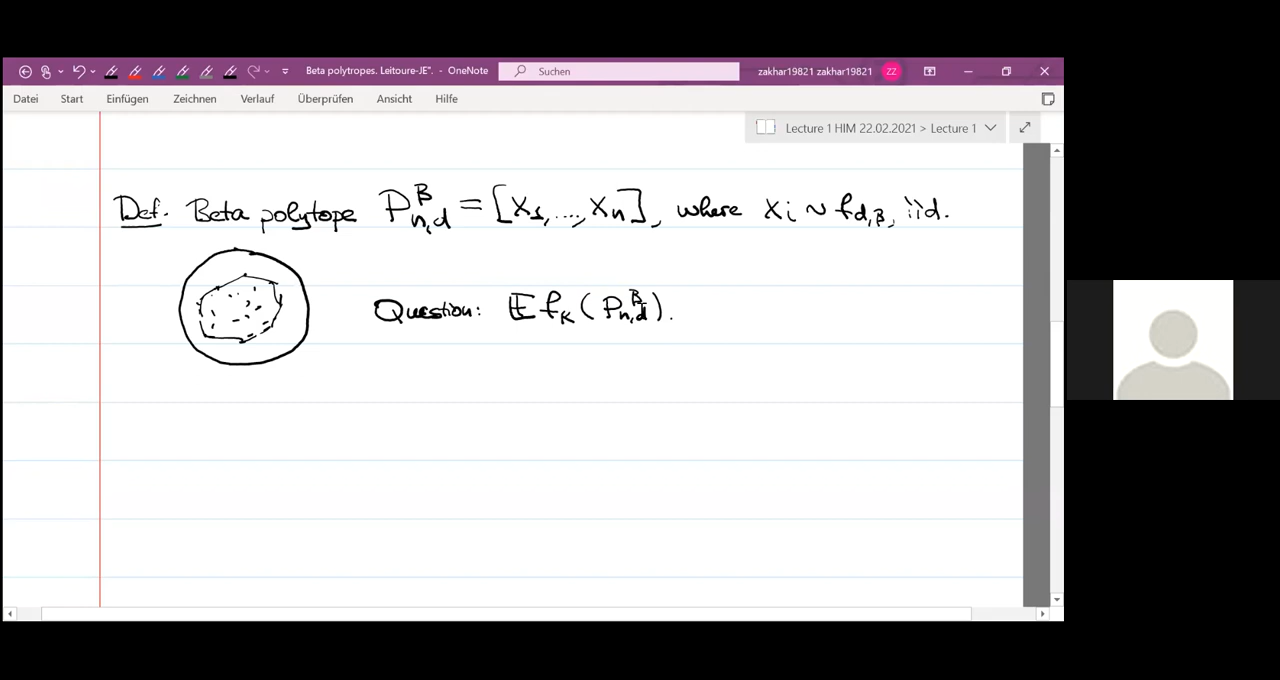 Beta polytopes. Leitoure-JE". - OneNote
Suchen
zakhar19821 zakhar19821
ZZ
Datei Start Einfügen Zeichnen Verlauf Überprüfen Ansicht Hilfe
Lecture 1 HIM 22.02.2021 > Lecture 1
Def. Beta polytope P^β_{n,d} = [X_1, ..., X_n], where X_i ~ f_{d,β}, iid.
Question: 𝔼 f_k (P^β_{n,d}).